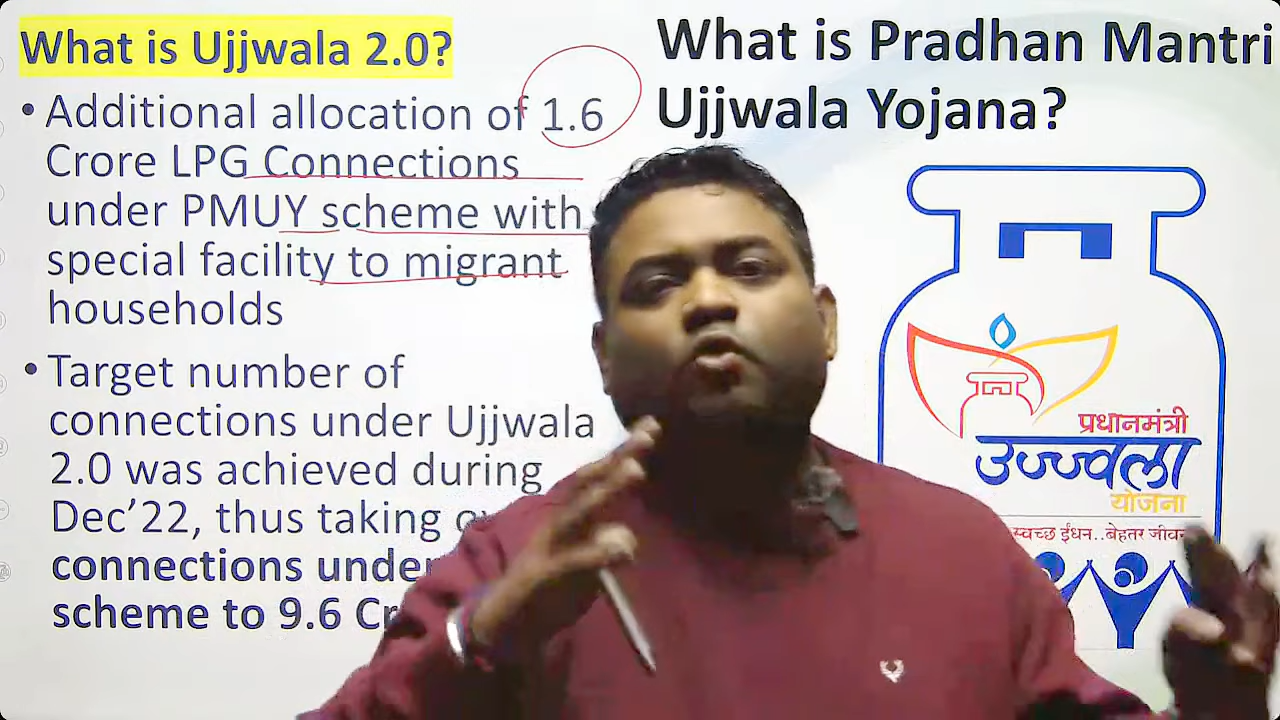 What is Ujjwala 2.0?
• Additional allocation of 1.6
Crore LPG Connections
under PMUY scheme with
special facility to migrant
households
• Target number of
connections under Ujjwala
2.0 was achieved during
Dec’22, thus taking
connections under
scheme to 9.6
What is Pradhan Mantri
Ujjwala Yojana?
प्रधानमंत्री
उज्ज्वला
योजना
स्वच्छ ईंधन..बेहतर जीवन